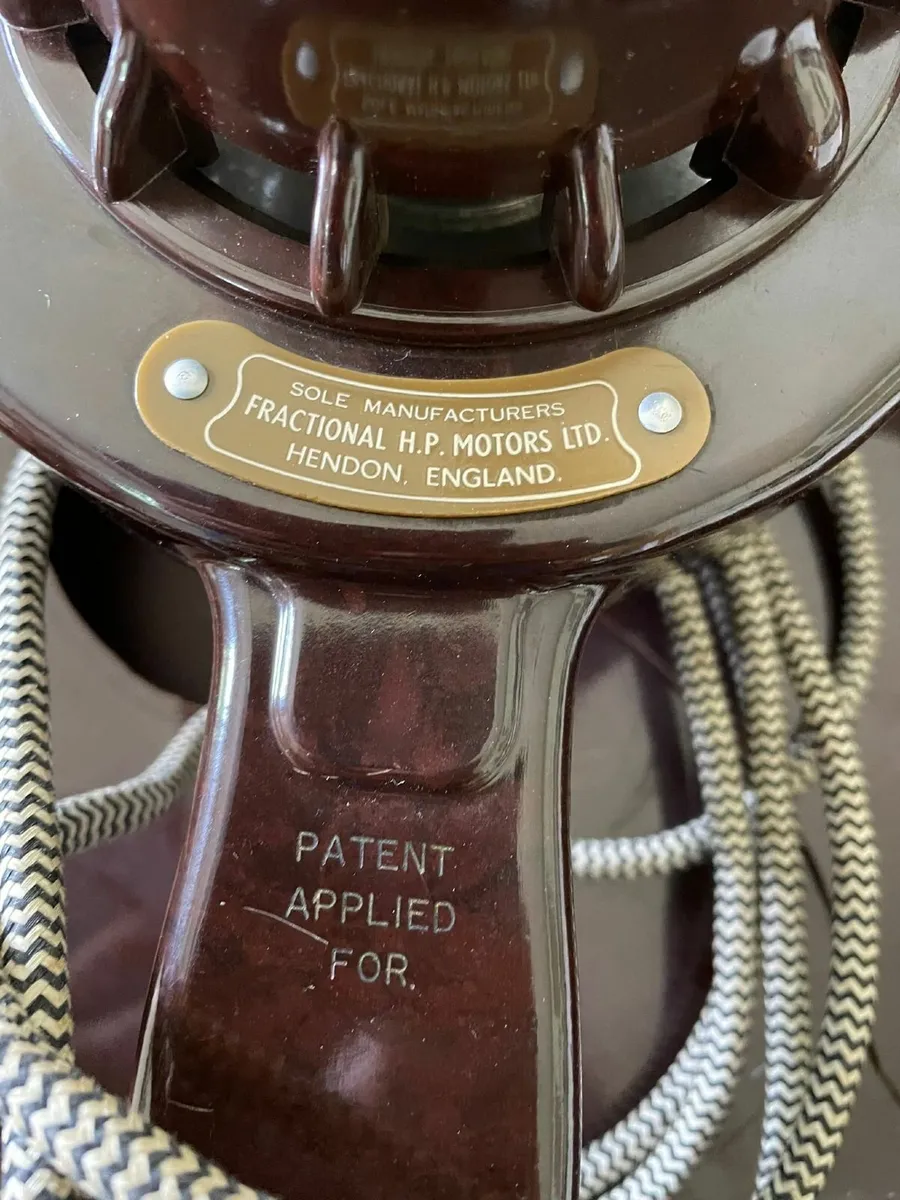 SOLE MANUFACTURERS
FRACTIONAL H.P. MOTORS LTD.
HENDON, ENGLAND.
PATENT
APPLIED
FOR.